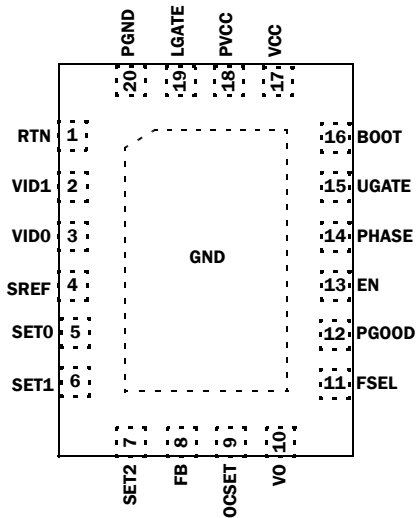 PGND LGATE PVCC VCC
20 19 18 17
RTN 1 16 BOOT
VID1 2 15 UGATE
VID0 3 14 PHASE
GND
SREF 4 13 EN
SET0 5 12 PGOOD
SET1 6 11 FSEL
7 8 9 10
SET2 FB OCSET VO